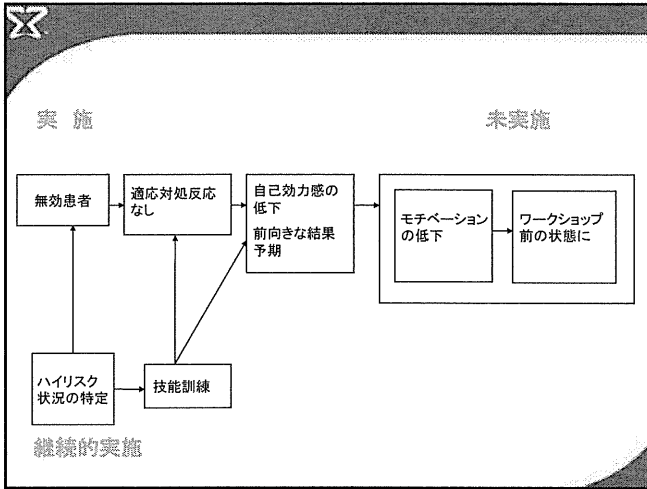 実 施
未実施
無効患者
適応対処反応
なし
自己効力感の
低下
前向きな結果
予期
モチベーション
の低下
ワークショップ
前の状態に
ハイリスク
状況の特定
技能訓練
継続的実施